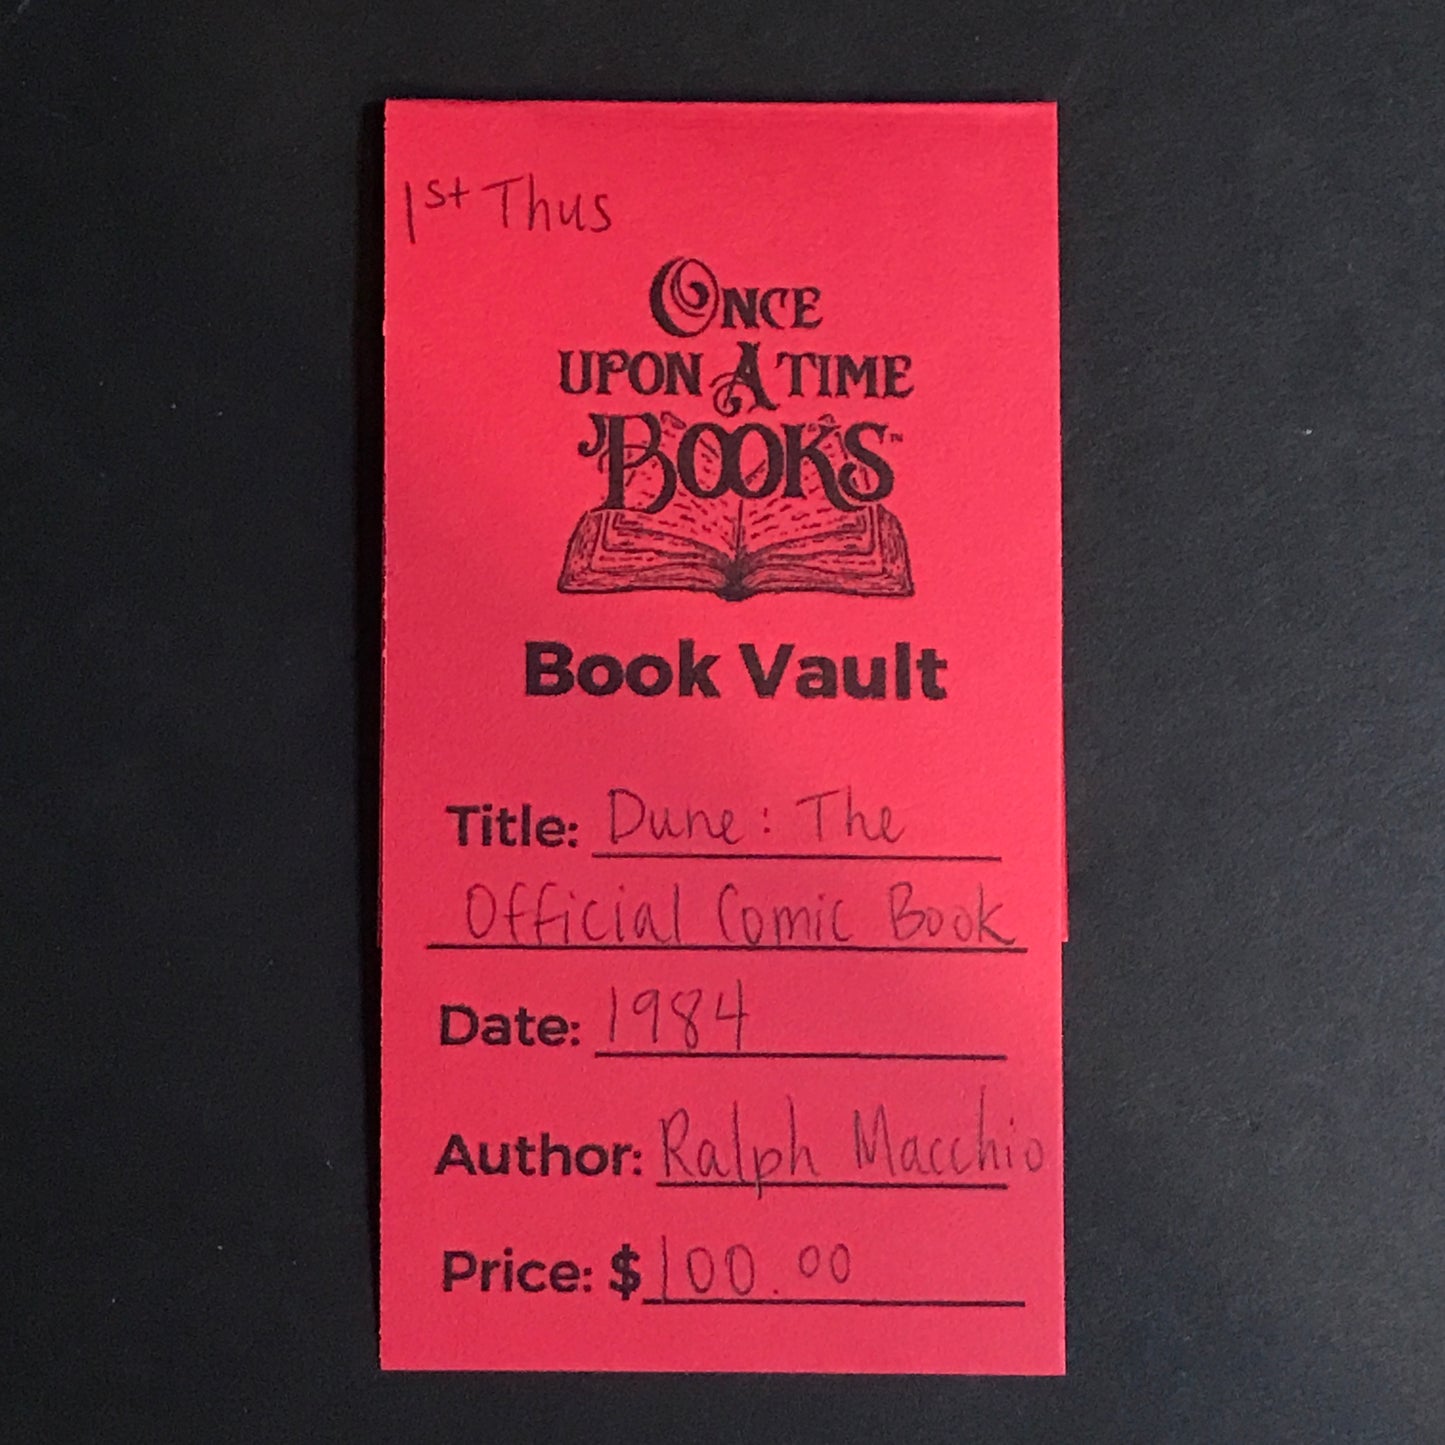 1st Thus
ONCE
UPON A TIME
BOOKS™
Book Vault
Title: Dune: The
Official Comic Book
Date: 1984
Author: Ralph Macchio
Price: $100.00